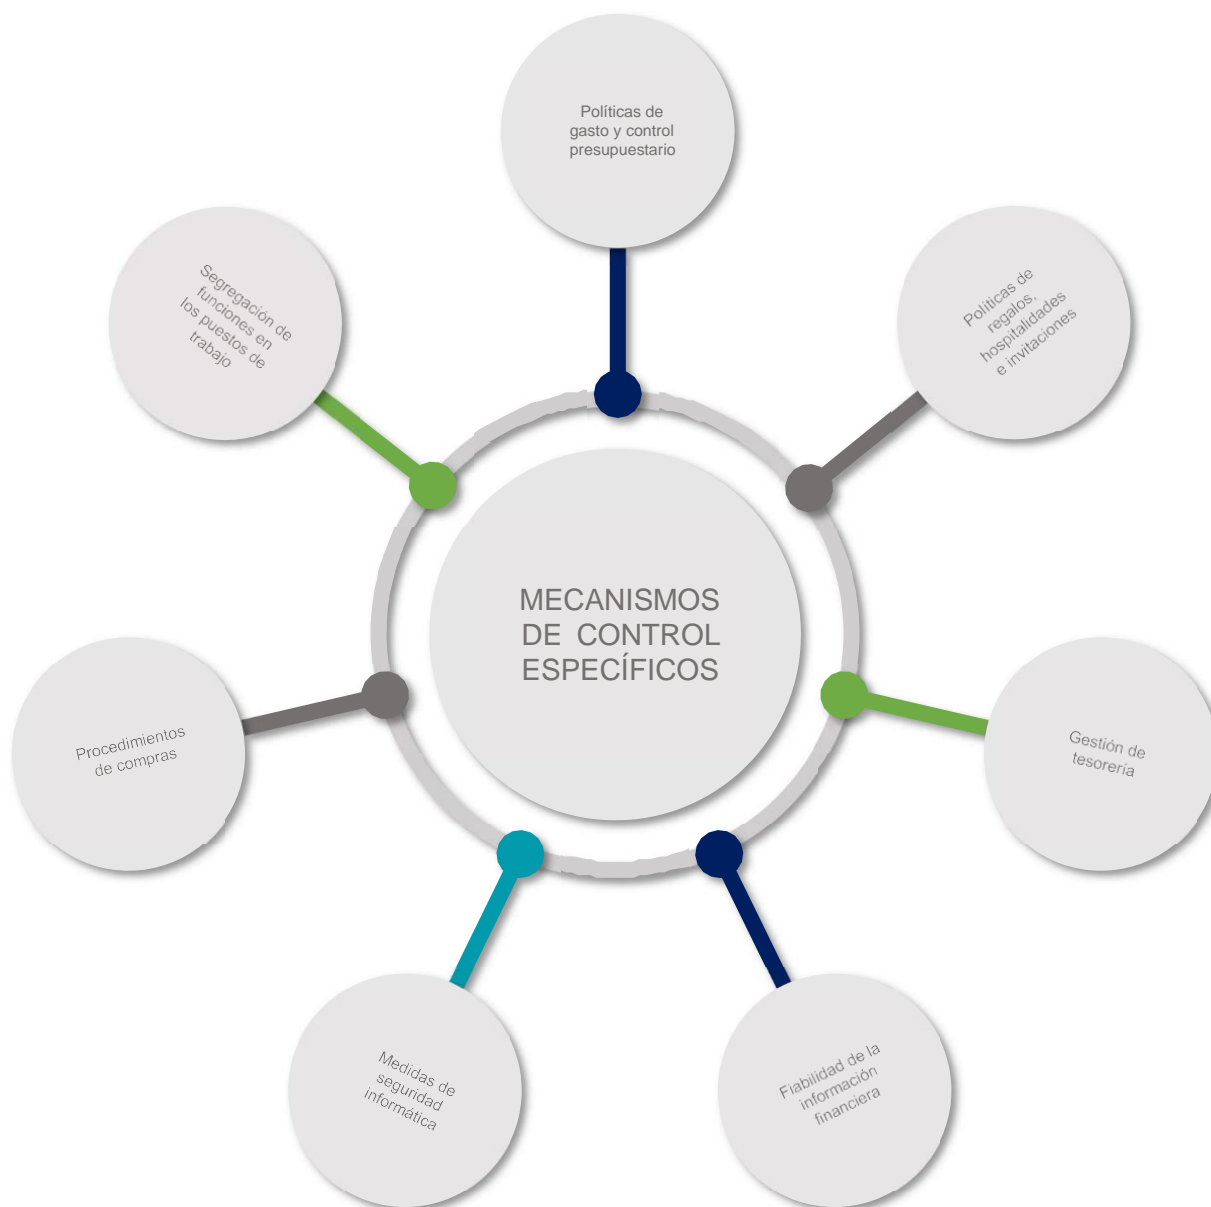 Políticas de
gasto y control
presupuestario
Segregación de
funciones en
los puestos de
trabajo
Políticas de
regalos,
hospitalidades
e invitaciones
MECANISMOS
DE CONTROL
ESPECÍFICOS
Procedimientos
de compras
Gestión de
tesorería
Medidas de
seguridad
informática
Fiabilidad de la
información
financiera